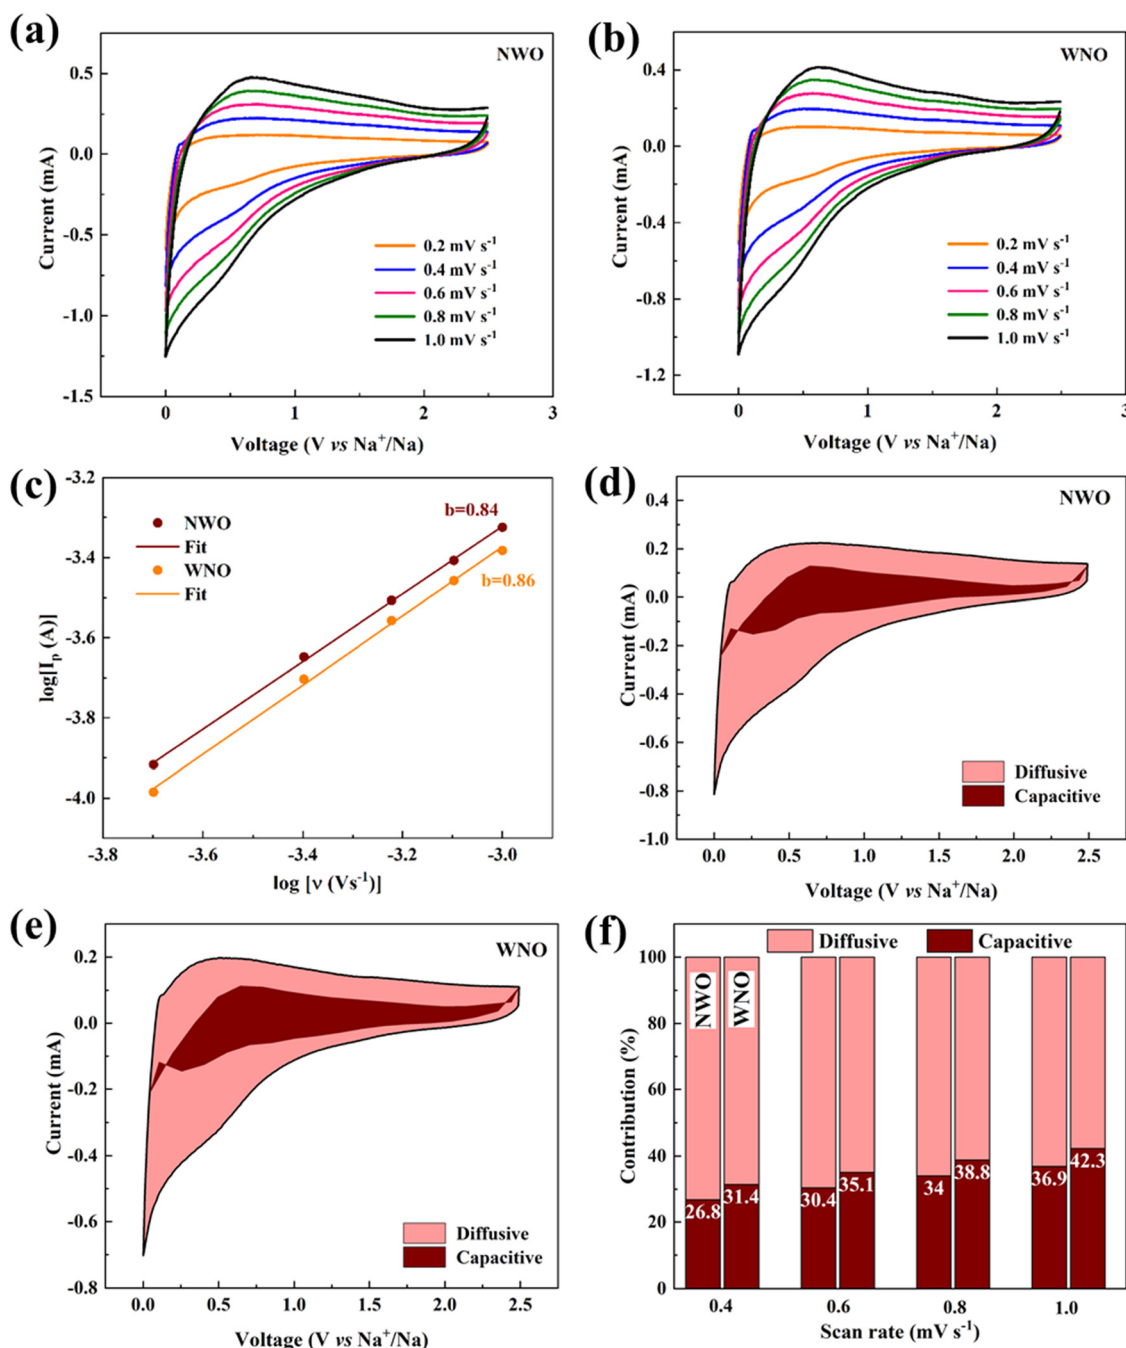 (a)
NWO
0.5
0.0
-0.5
-1.0
-1.5
Current (mA)
0.2 mV s⁻¹
0.4 mV s⁻¹
0.6 mV s⁻¹
0.8 mV s⁻¹
1.0 mV s⁻¹
0 1 2 3
Voltage (V vs Na⁺/Na)
(b)
WNO
0.4
0.0
-0.4
-0.8
-1.2
Current (mA)
0.2 mV s⁻¹
0.4 mV s⁻¹
0.6 mV s⁻¹
0.8 mV s⁻¹
1.0 mV s⁻¹
0 1 2 3
Voltage (V vs Na⁺/Na)
(c)
-3.2
-3.4
-3.6
-3.8
-4.0
log[Iₚ (A)]
NWO
Fit
WNO
Fit
b=0.84
b=0.86
-3.8 -3.6 -3.4 -3.2 -3.0
log [ν (Vs⁻¹)]
(d)
NWO
0.4
0.2
0.0
-0.2
-0.4
-0.6
-0.8
-1.0
Current (mA)
Diffusive
Capacitive
0.0 0.5 1.0 1.5 2.0 2.5
Voltage (V vs Na⁺/Na)
(e)
WNO
0.2
0.0
-0.2
-0.4
-0.6
-0.8
Current (mA)
Diffusive
Capacitive
0.0 0.5 1.0 1.5 2.0 2.5
Voltage (V vs Na⁺/Na)
(f)
Diffusive Capacitive
100
80
60
40
20
0
Contribution (%)
NWO
WNO
26.8 31.4 30.4 35.1 34 38.8 36.9 42.3
0.4 0.6 0.8 1.0
Scan rate (mV s⁻¹)